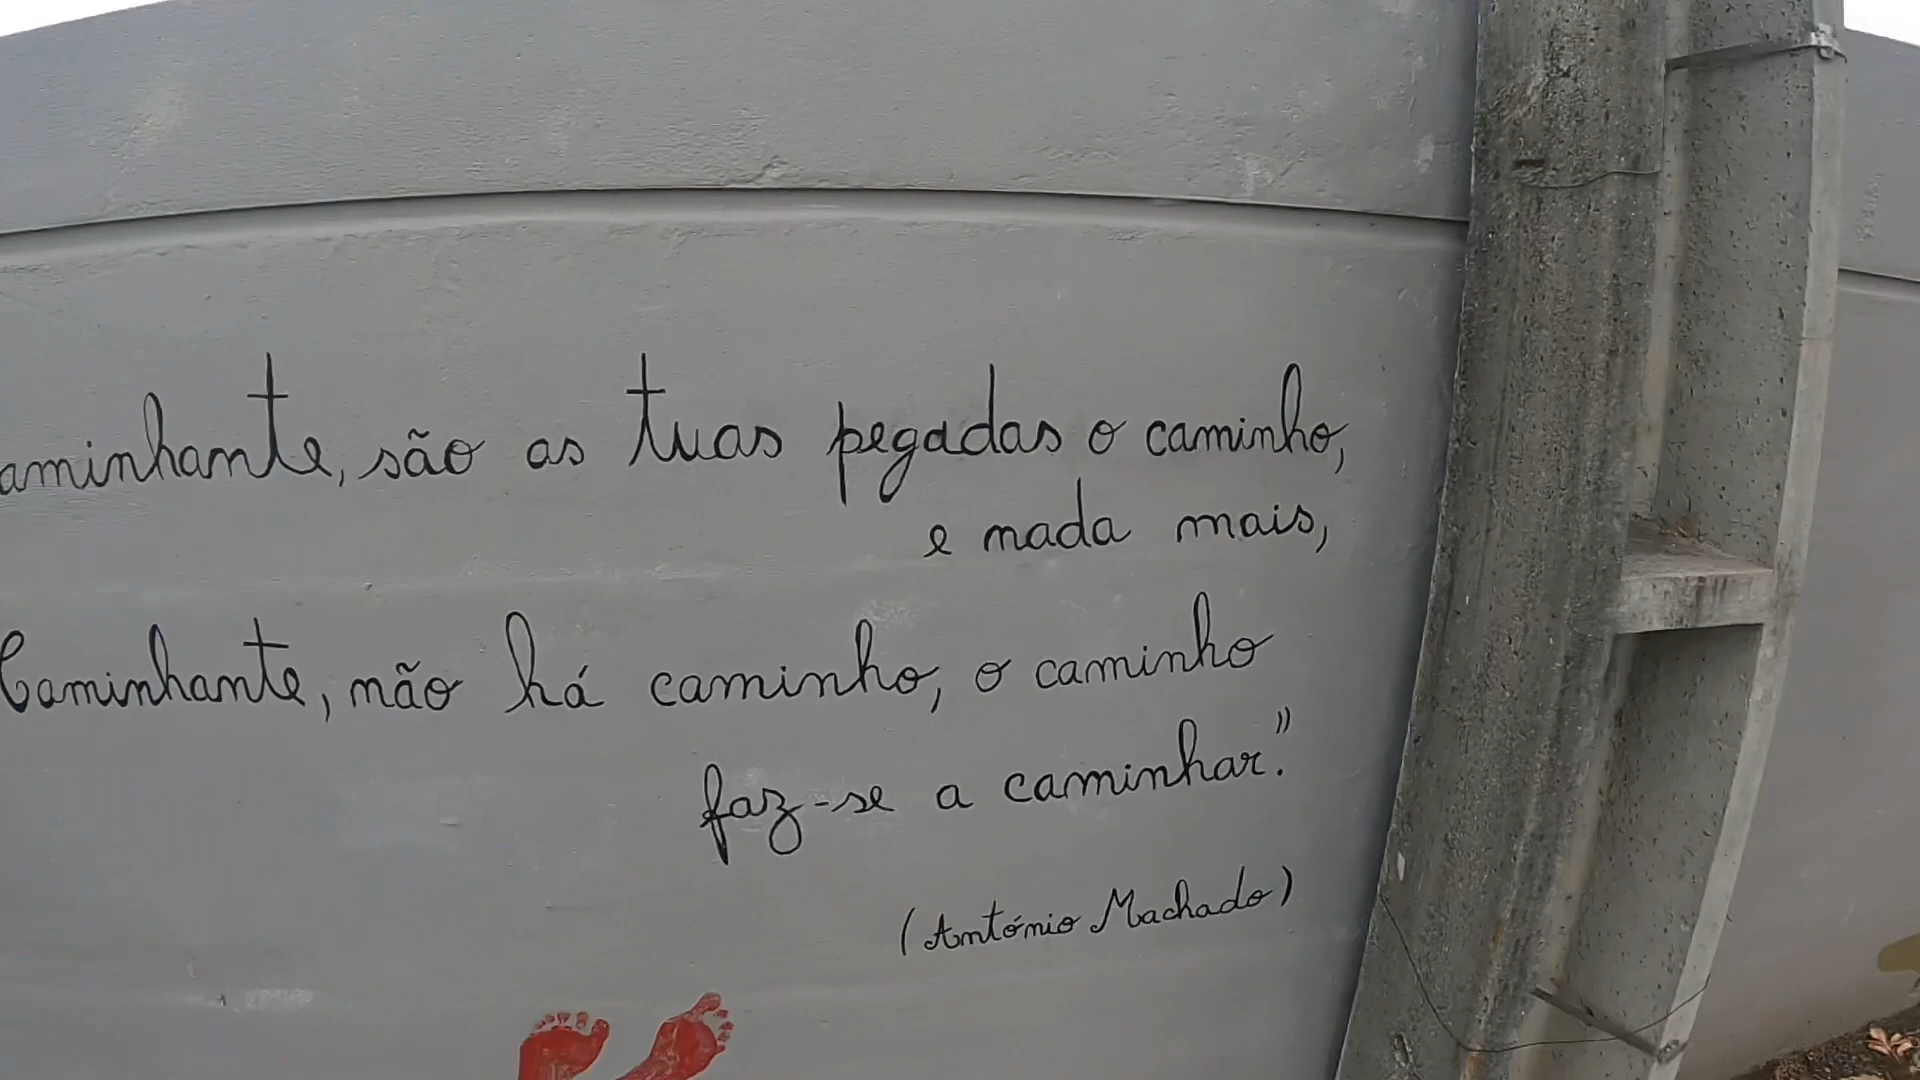 aminhante, são as tuas pegadas o caminho,
e nada mais,
Caminhante, não há caminho, o caminho
faz-se a caminhar."
(António Machado)